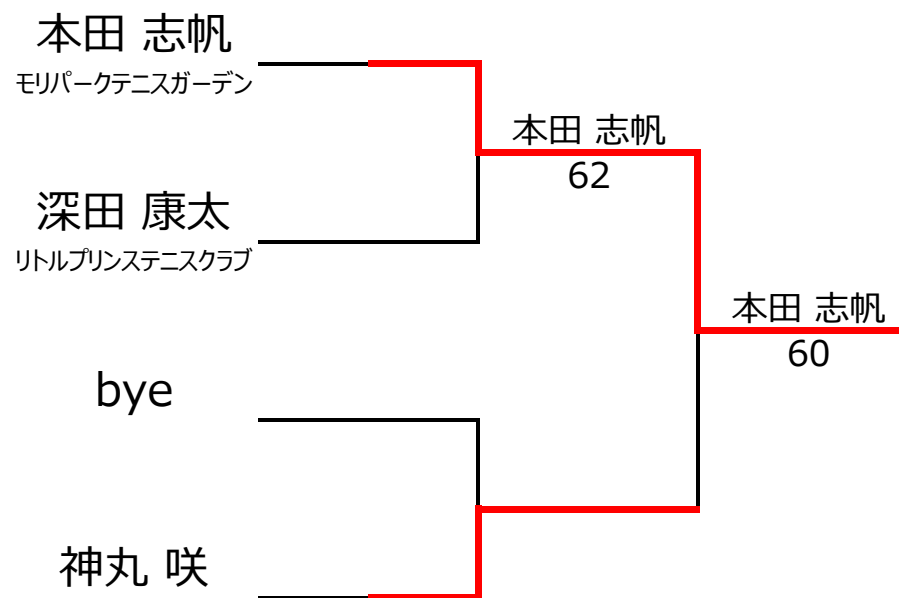 本田 志帆
モリパークテニスガーデン
本田 志帆
62
深田 康太
リトルプリンステニスクラブ
本田 志帆
60
bye
神丸 咲